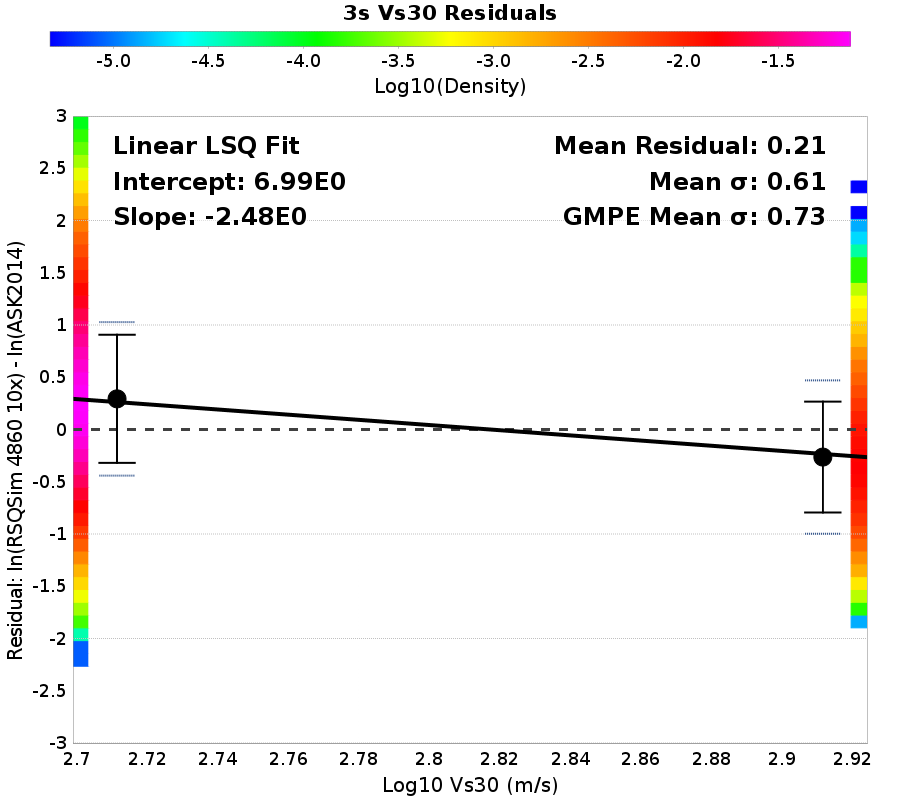 3s Vs30 Residuals
-5.0 -4.5 -4.0 -3.5 -3.0 -2.5 -2.0 -1.5
Log10(Density)
Linear LSQ Fit
Intercept: 6.99E0
Slope: -2.48E0
Mean Residual: 0.21
Mean σ: 0.61
GMPE Mean σ: 0.73
Residual: ln(RSQSim 4860 10x) - ln(ASK2014)
3
2.5
2
1.5
1
0.5
0
-0.5
-1
-1.5
-2
-2.5
-3
2.7 2.72 2.74 2.76 2.78 2.8 2.82 2.84 2.86 2.88 2.9 2.92
Log10 Vs30 (m/s)